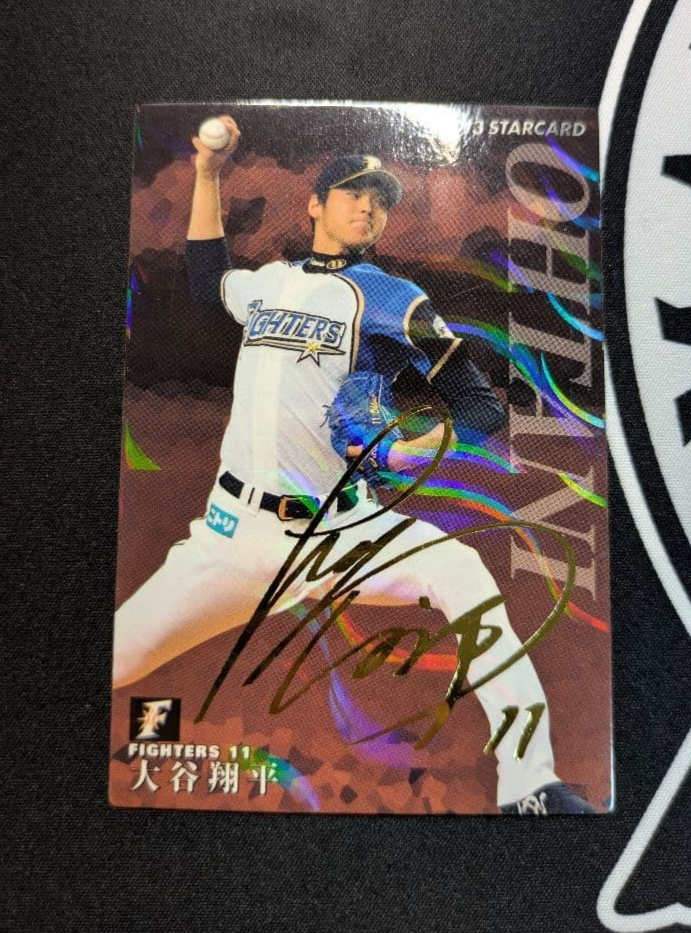 3 STARCARD
OHTANI
FIGHTERS
ニトリ
11
F
FIGHTERS 11
大谷翔平